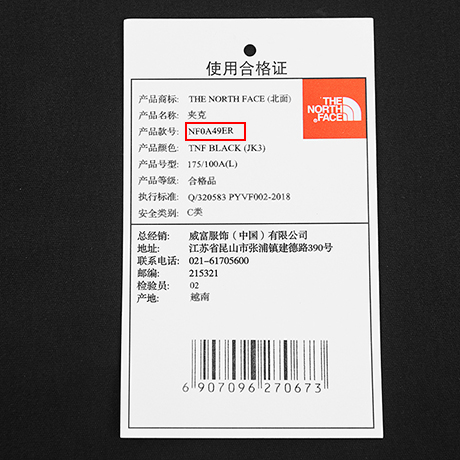 使用合格证
THE
NORTH
FACE
产品商标: THE NORTH FACE (北面)
产品名称: 夹克
产品款号: NF0A49ER
产品颜色: TNF BLACK (JK3)
产品号型: 175/100A(L)
产品等级: 合格品
执行标准: Q/320583 PYVF002-2018
安全类别: C类
总经销: 威富服饰（中国）有限公司
地址: 江苏省昆山市张浦镇建德路390号
联系电话: 021-61705600
邮编: 215321
检验员: 02
产地: 越南
6 907096 270673